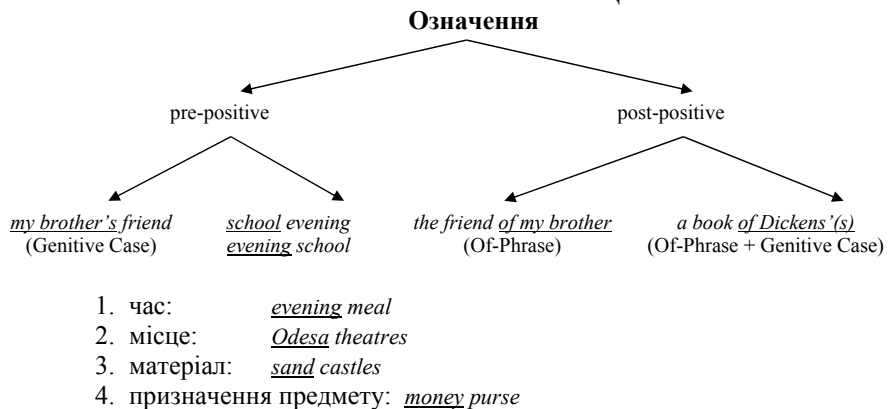 Означення
pre-positive post-positive
my brother’s friend school evening the friend of my brother a book of Dickens’(s)
(Genitive Case) evening school (Of-Phrase) (Of-Phrase + Genitive Case)
1. час: evening meal
2. місце: Odesa theatres
3. матеріал: sand castles
4. призначення предмету: money purse